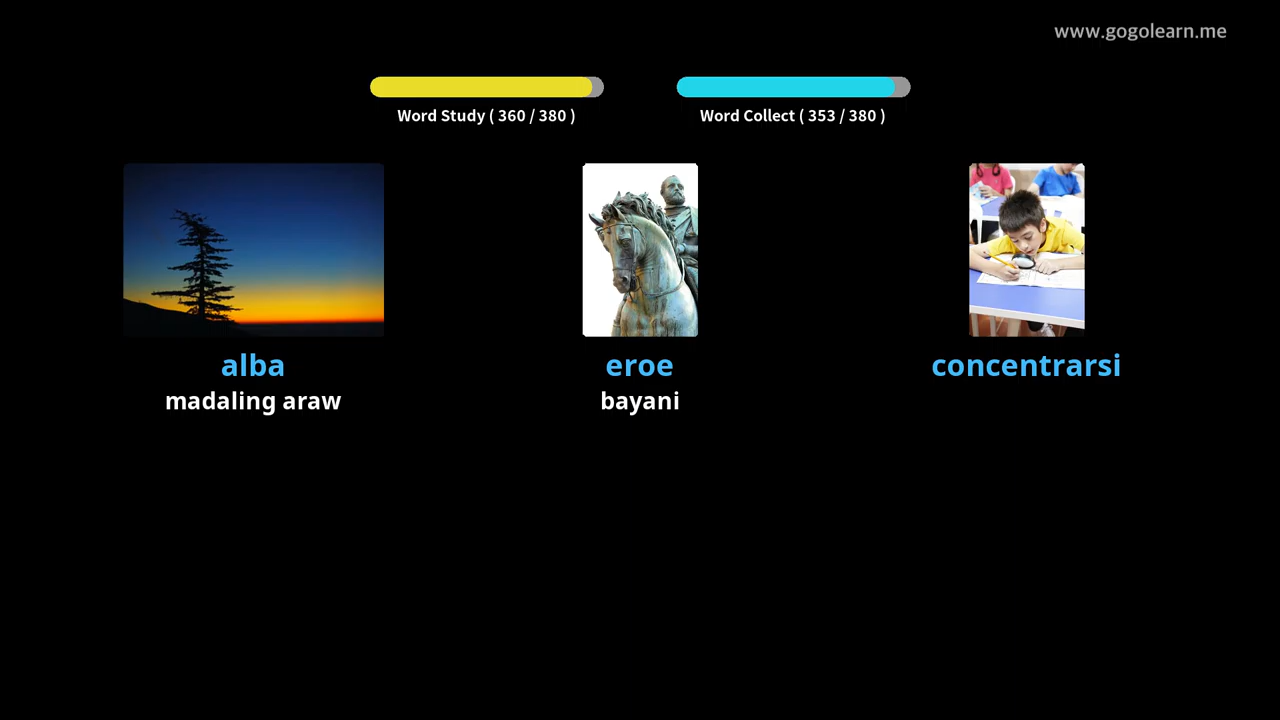 www.gogolearn.me
Word Study ( 360 / 380 )
Word Collect ( 353 / 380 )
alba
eroe
concentrarsi
madaling araw
bayani